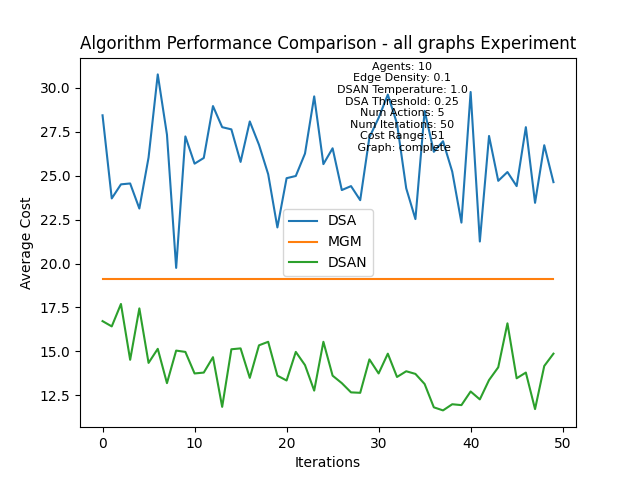 Algorithm Performance Comparison - all graphs Experiment
Agents: 10
Edge Density: 0.1
DSAN Temperature: 1.0
DSA Threshold: 0.25
Num Actions: 5
Num Iterations: 50
Cost Range: 51
Graph: complete
Average Cost
30.0
27.5
25.0
22.5
20.0
17.5
15.0
12.5
DSA
MGM
DSAN
0
10
20
30
40
50
Iterations